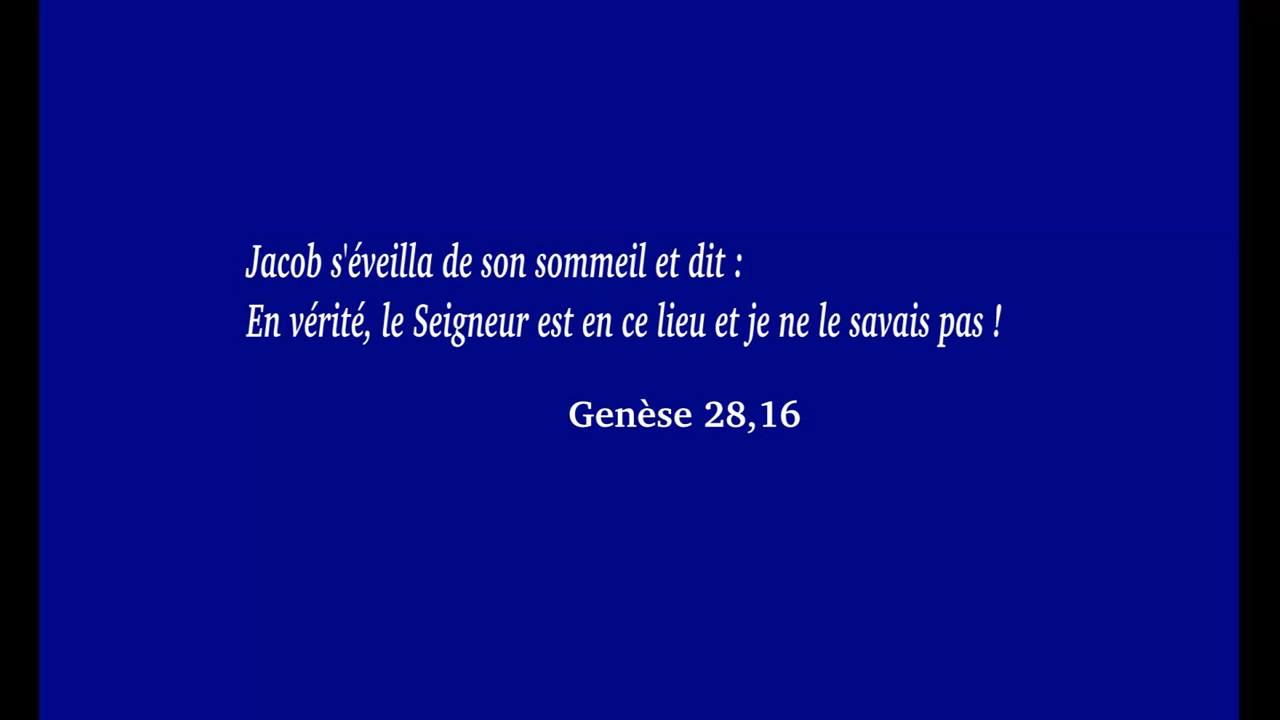 Jacob s'éveilla de son sommeil et dit :
En vérité, le Seigneur est en ce lieu et je ne le savais pas !
Genèse 28,16